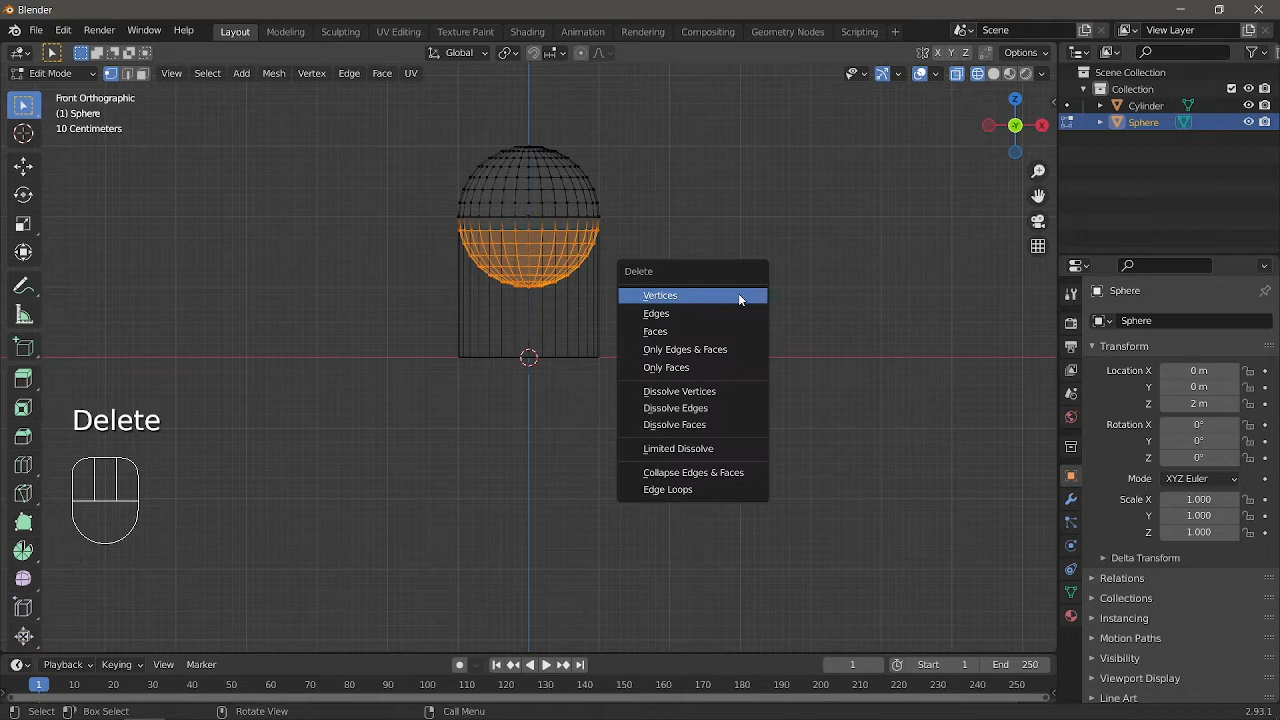 Blender
File Edit Render Window Help Layout Modeling Sculpting UV Editing Texture Paint Shading Animation Rendering Compositing Geometry Nodes Scripting + Scene View Layer
Global X Y Z Options
Edit Mode View Select Add Mesh Vertex Edge Face UV
Front Orthographic
(1) Sphere
10 Centimeters
Z
-Y
X
Scene Collection
Collection
Cylinder
Sphere
Delete
Vertices
Edges
Faces
Only Edges & Faces
Only Faces
Dissolve Vertices
Dissolve Edges
Dissolve Faces
Limited Dissolve
Collapse Edges & Faces
Edge Loops
Delete
Sphere
Sphere
Transform
Location X 0 m
Y 0 m
Z 2 m
Rotation X 0°
Y 0°
Z 0°
Mode XYZ Euler
Scale X 1.000
Y 1.000
Z 1.000
Delta Transform
Relations
Collections
Instancing
Motion Paths
Visibility
Viewport Display
Line Art
Playback Keying View Marker 1 Start 1 End 250
1 10 20 30 40 50 60 70 80 90 100 110 120 130 140 150 160 170 180 190 200 210 220 230 240 250
Select Box Select Rotate View Call Menu 2.93.1